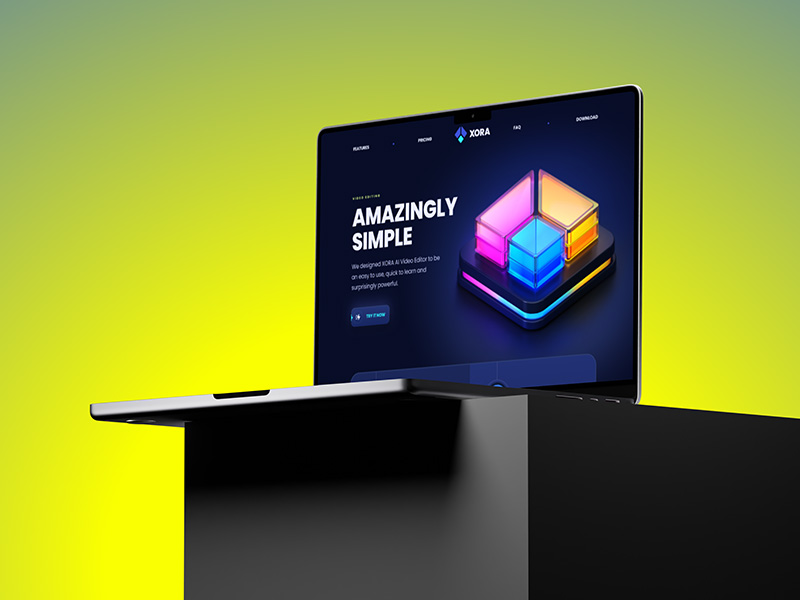 FEATURES
PRICING
XORA
FAQ
DOWNLOAD
VIDEO EDITING
AMAZINGLY
SIMPLE
We designed XORA AI Video Editor to be
an easy to use, quick to learn and
surprisingly powerful.
TRY IT NOW